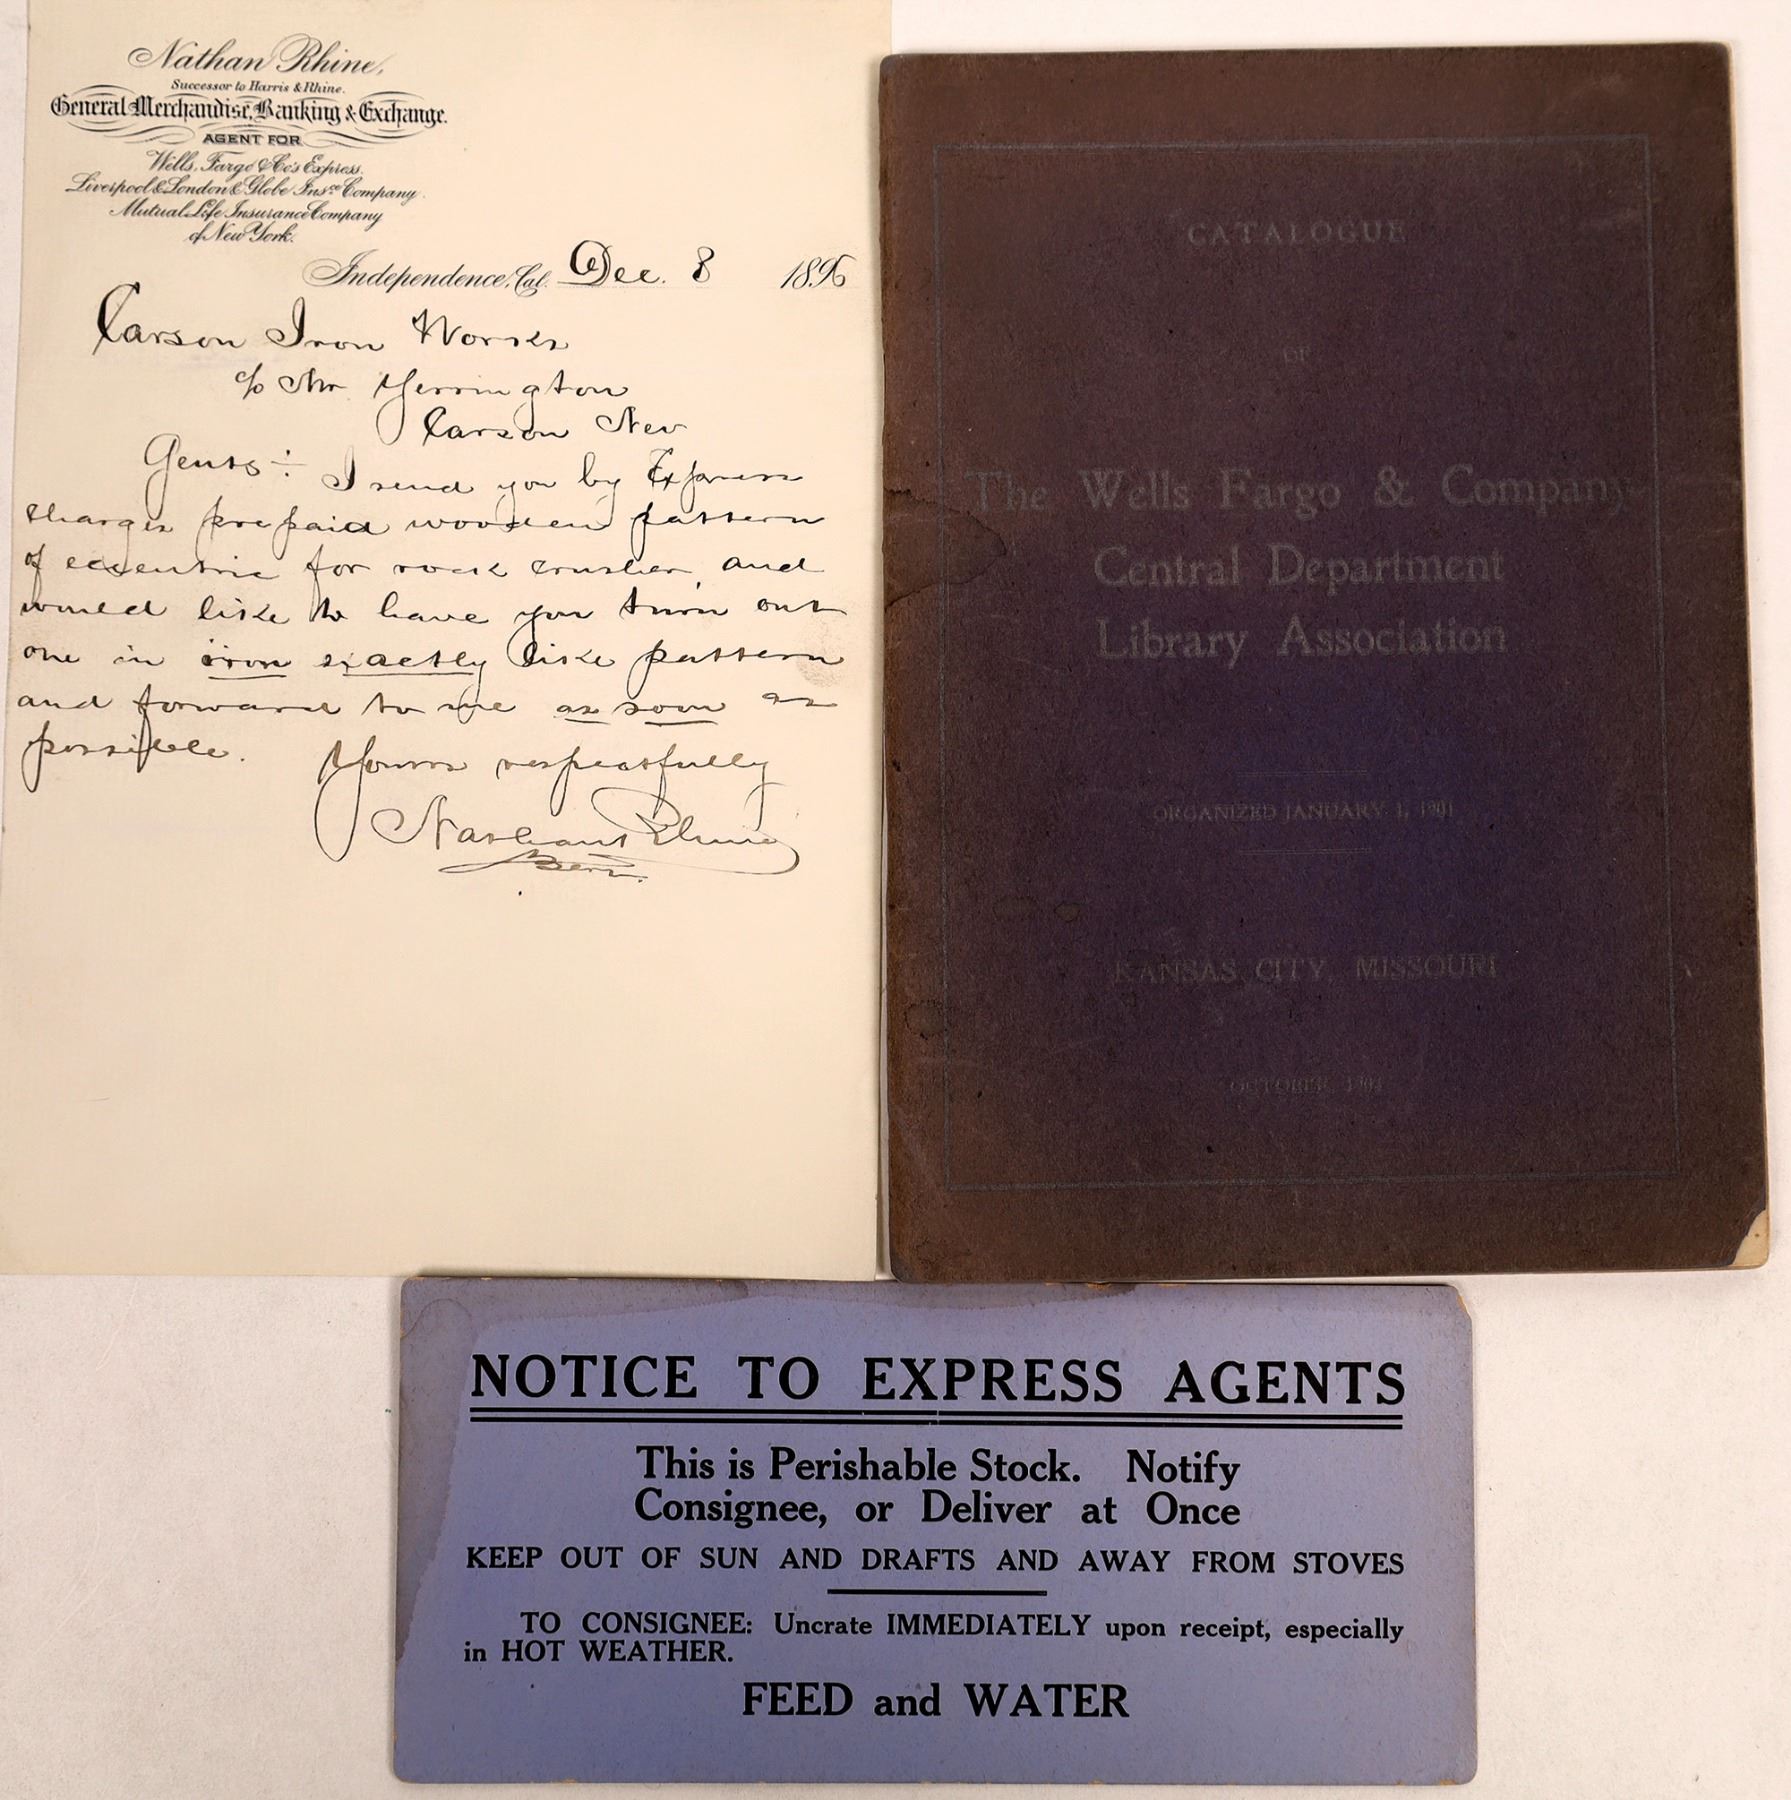 Nathan Rhine,
Successor to Harris & Rhine.
General Merchandise, Banking & Exchange.
AGENT FOR
Wells, Fargo & Co's Express.
Liverpool & London & Globe Insce Company.
Mutual Life Insurance Company
of New York.
Independence, Cal. Dec. 8 1896
Carson Iron Works
c/o Mr Yerrington
Carson Nev
Gents ÷ I send you by Express
charges prepaid wooden pattern
of eccentric for rock crusher, and
would like to have you turn out
one in iron exactly like pattern
and forward to me as soon as
possible. Yours respectfully
Nathan Rhine
CATALOGUE
OF
The Wells Fargo & Company
Central Department
Library Association
ORGANIZED JANUARY 1, 1901
KANSAS CITY, MISSOURI
OCTOBER, 1904
NOTICE TO EXPRESS AGENTS
This is Perishable Stock. Notify
Consignee, or Deliver at Once
KEEP OUT OF SUN AND DRAFTS AND AWAY FROM STOVES
TO CONSIGNEE: Uncrate IMMEDIATELY upon receipt, especially
in HOT WEATHER.
FEED and WATER